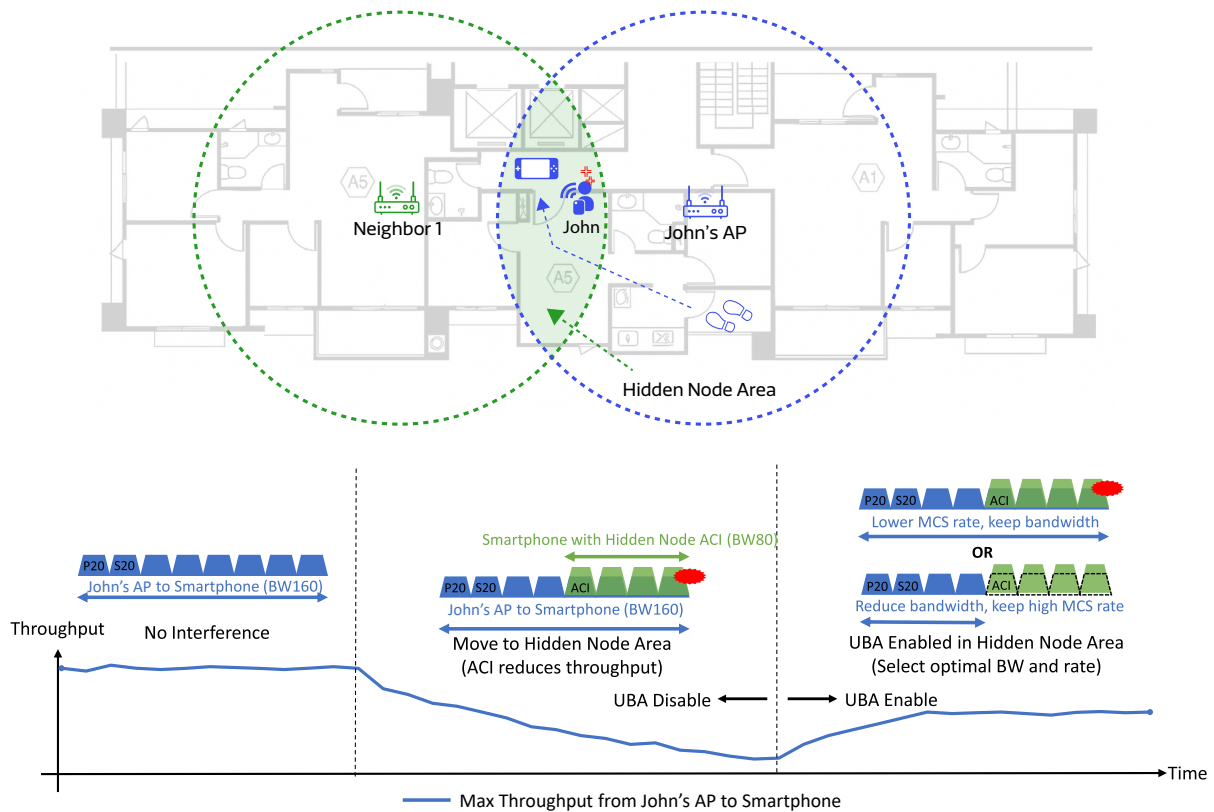 A5
A1
Neighbor 1
John
John's AP
A5
Hidden Node Area
P20 S20 ACI
Lower MCS rate, keep bandwidth
OR
P20 S20 ACI
Reduce bandwidth, keep high MCS rate
UBA Enabled in Hidden Node Area
(Select optimal BW and rate)
Smartphone with Hidden Node ACI (BW80)
P20 S20 ACI
John's AP to Smartphone (BW160)
Move to Hidden Node Area
(ACI reduces throughput)
P20 S20
John's AP to Smartphone (BW160)
No Interference
Throughput
UBA Disable
UBA Enable
Time
Max Throughput from John's AP to Smartphone